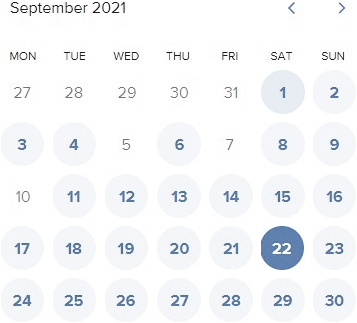 September 2021
MON TUE WED THU FRI SAT SUN
27 28 29 30 31 1 2
3 4 5 6 7 8 9
10 11 12 13 14 15 16
17 18 19 20 21 22 23
24 25 26 27 28 29 30